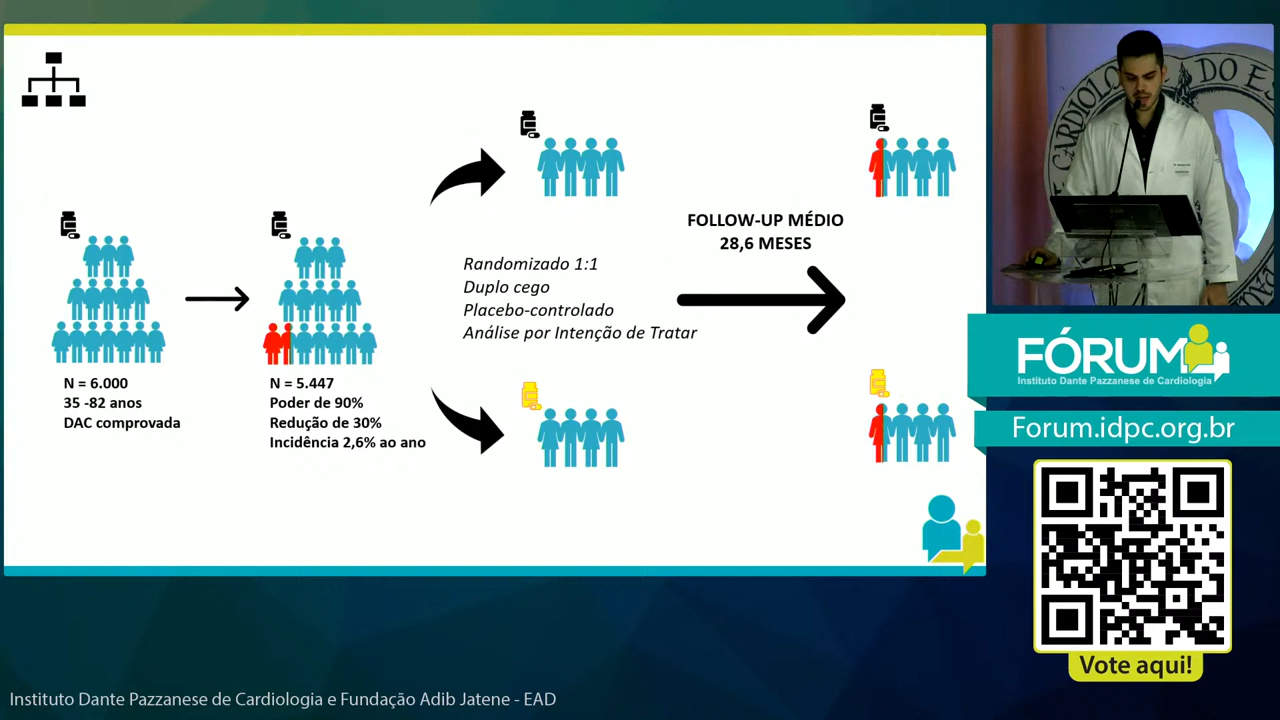 N = 6.000
35 -82 anos
DAC comprovada
N = 5.447
Poder de 90%
Redução de 30%
Incidência 2,6% ao ano
Randomizado 1:1
Duplo cego
Placebo-controlado
Análise por Intenção de Tratar
FOLLOW-UP MÉDIO
28,6 MESES
E CARDIOLOGIA DO ES
FÓRUM
Instituto Dante Pazzanese de Cardiologia
Forum.idpc.org.br
Vote aqui!
Instituto Dante Pazzanese de Cardiologia e Fundação Adib Jatene - EAD